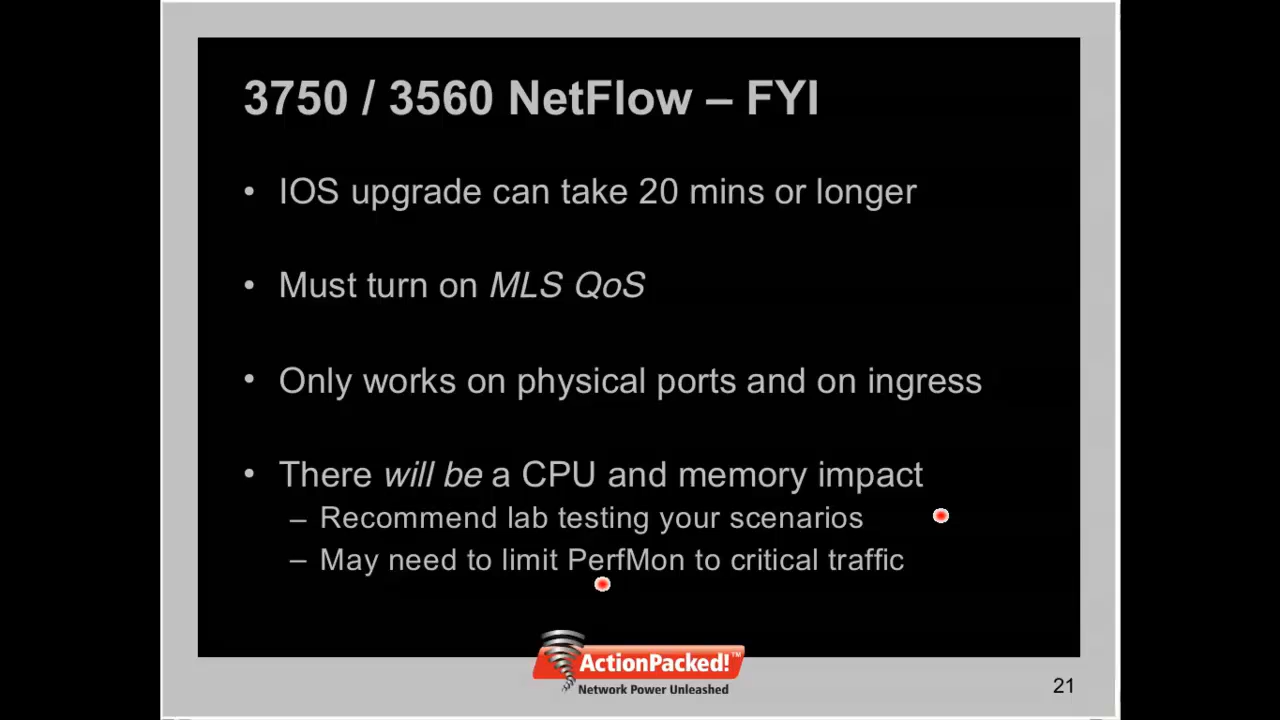 3750 / 3560 NetFlow – FYI
• IOS upgrade can take 20 mins or longer
• Must turn on MLS QoS
• Only works on physical ports and on ingress
• There will be a CPU and memory impact
– Recommend lab testing your scenarios
– May need to limit PerfMon to critical traffic
ActionPacked!™
Network Power Unleashed
21